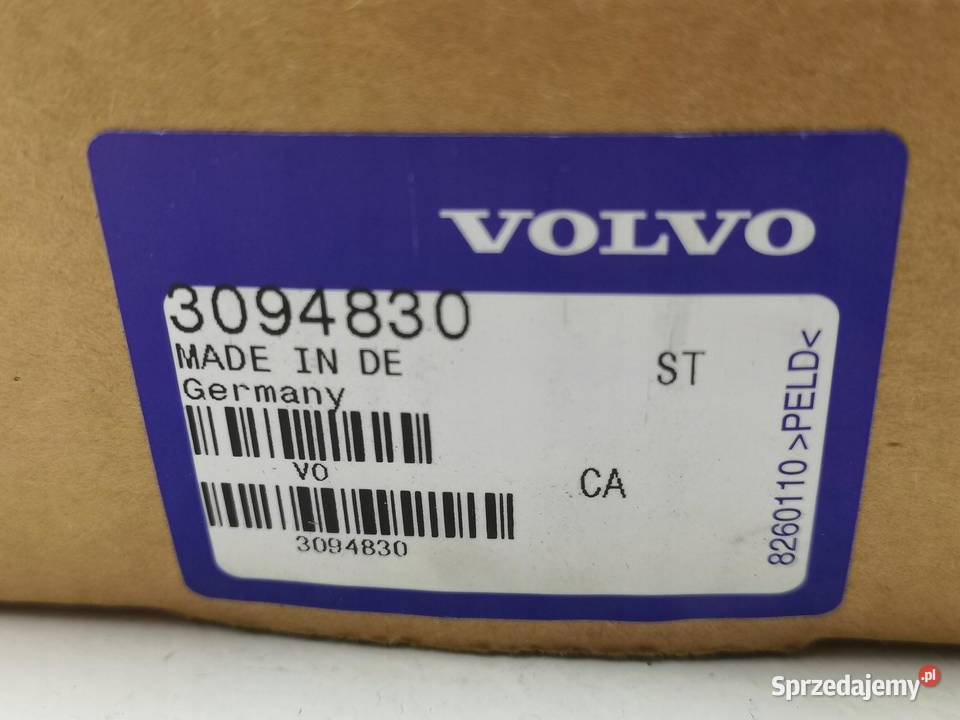 VOLVO
3094830
MADE IN DE
ST
Germany
VO
CA
3094830
8260110 >PELD<
Sprzedajemy.pl